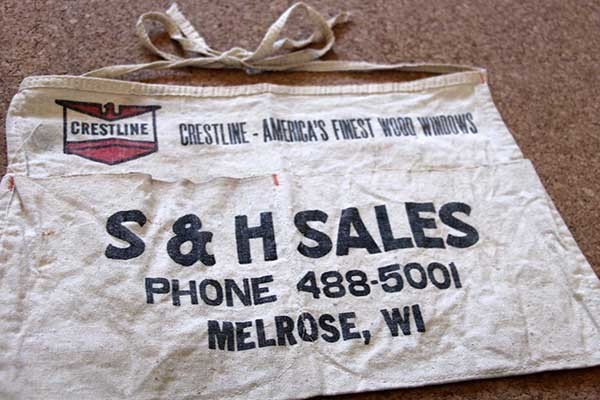 CRESTLINE
CRESTLINE - AMERICA'S FINEST WOOD WINDOWS
S & H SALES
PHONE 488-5001
MELROSE, WI